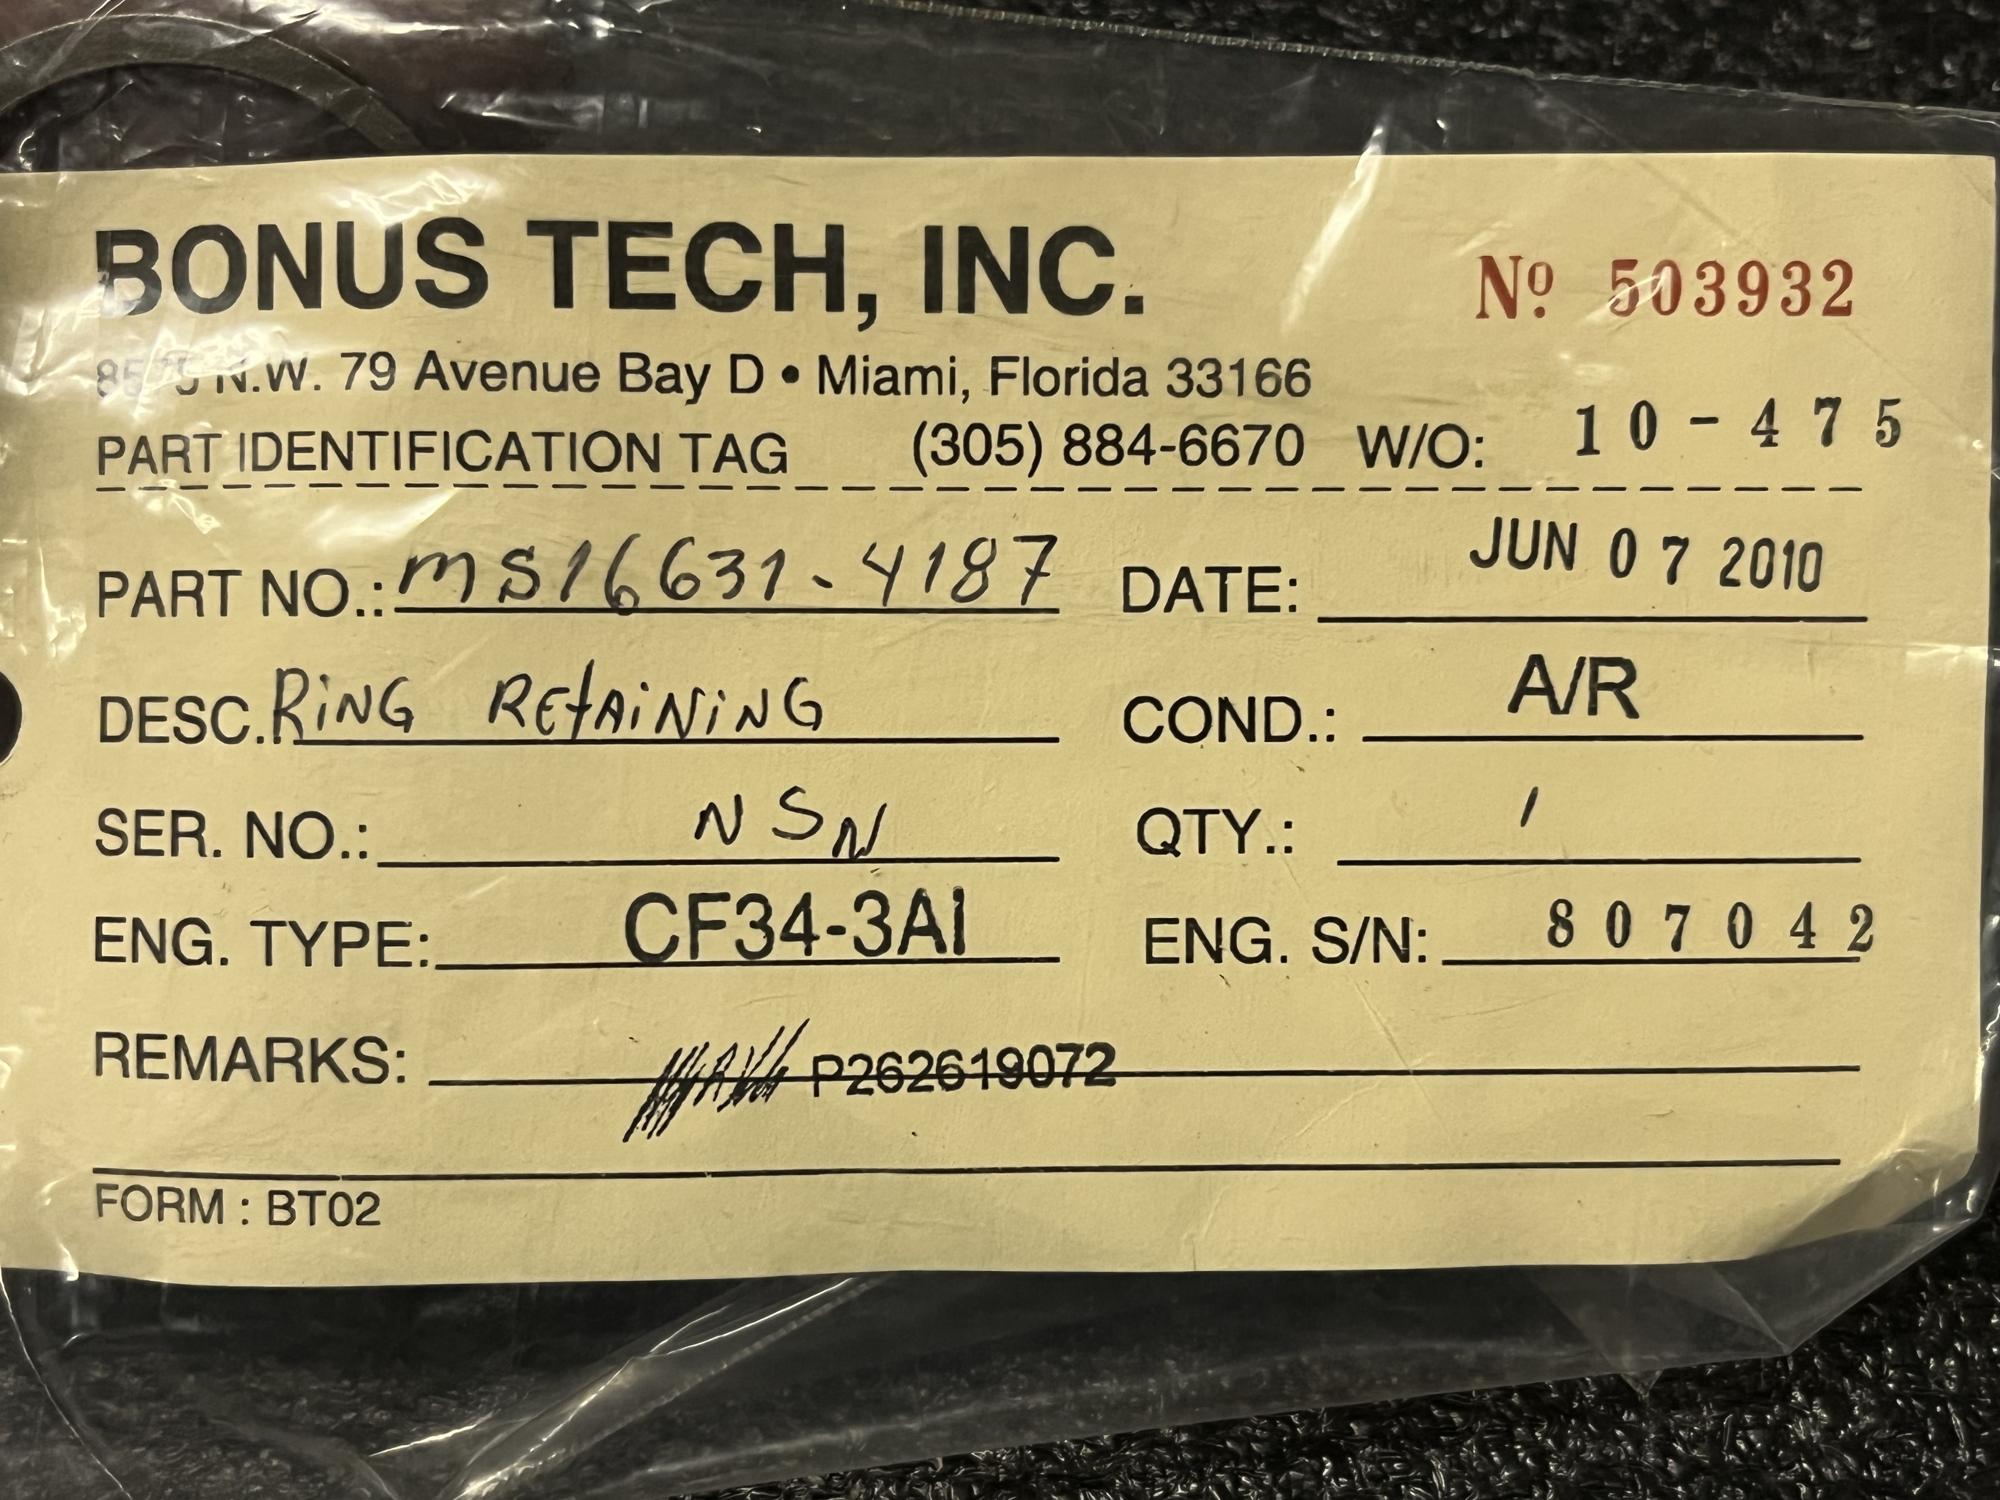 BONUS TECH, INC.
Nº 503932
N.W. 79 Avenue Bay D • Miami, Florida 33166
PART IDENTIFICATION TAG (305) 884-6670 W/O: 10-475
PART NO.: MS16631-4187 DATE: JUN 07 2010
DESC. RiNG REtAiNiNG COND.: A/R
SER. NO.: NSN QTY.: 1
ENG. TYPE: CF34-3AI ENG. S/N: 807042
REMARKS: P262619072
FORM : BT02